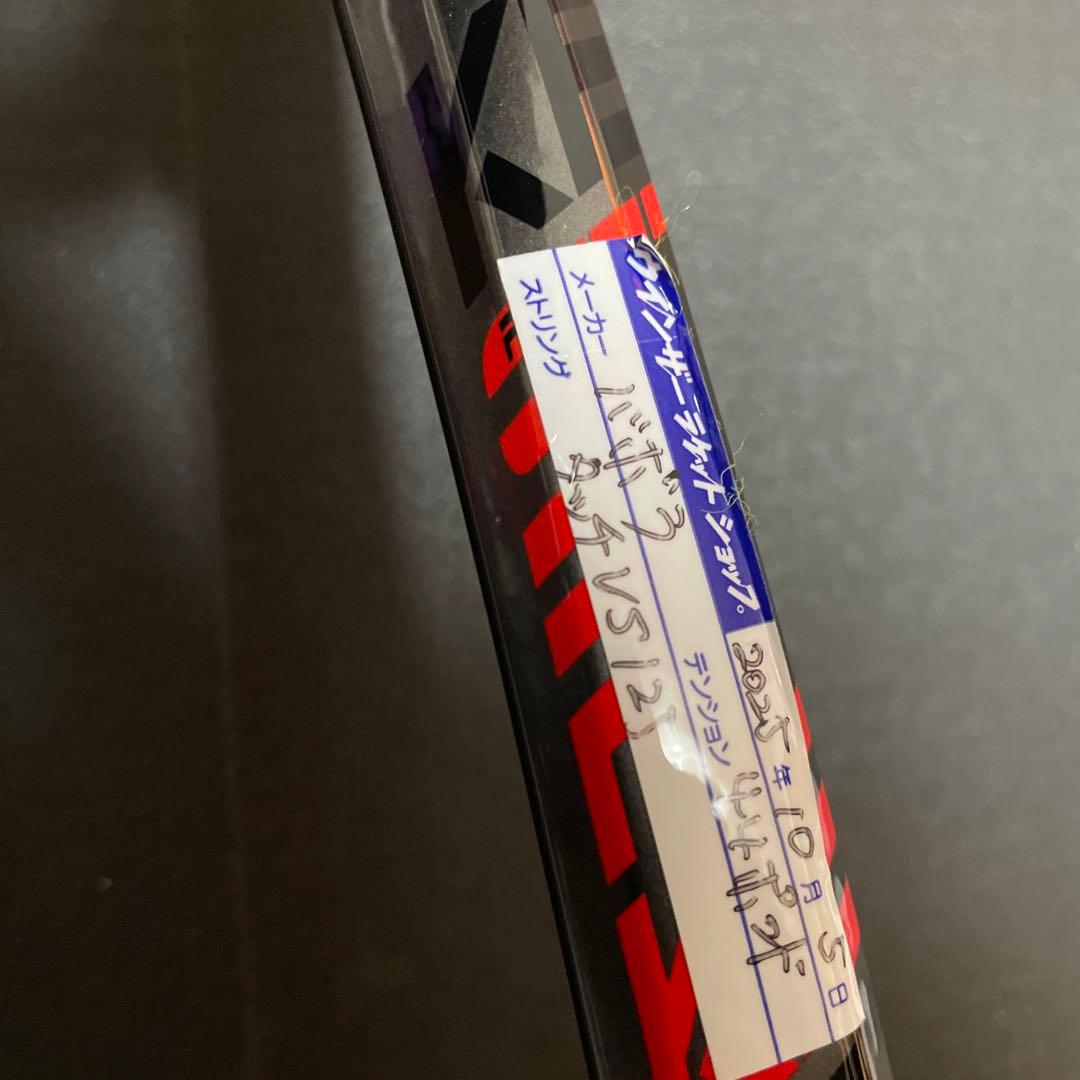 ウインザーラケットショップ。 2025年10月5日
メーカー バボラ テンション 44ポンド
ストリング タッチVS 125